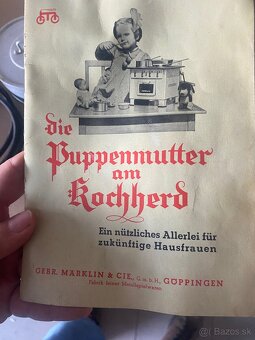 die
Puppenmutter
am
Kochherd
Ein nützliches Allerlei für
zukünftige Hausfrauen
GEBR. MÄRKLIN & CIE., G. m. b. H., GÖPPINGEN
Fabrik feiner Metallspielwaren
© Bazos.sk